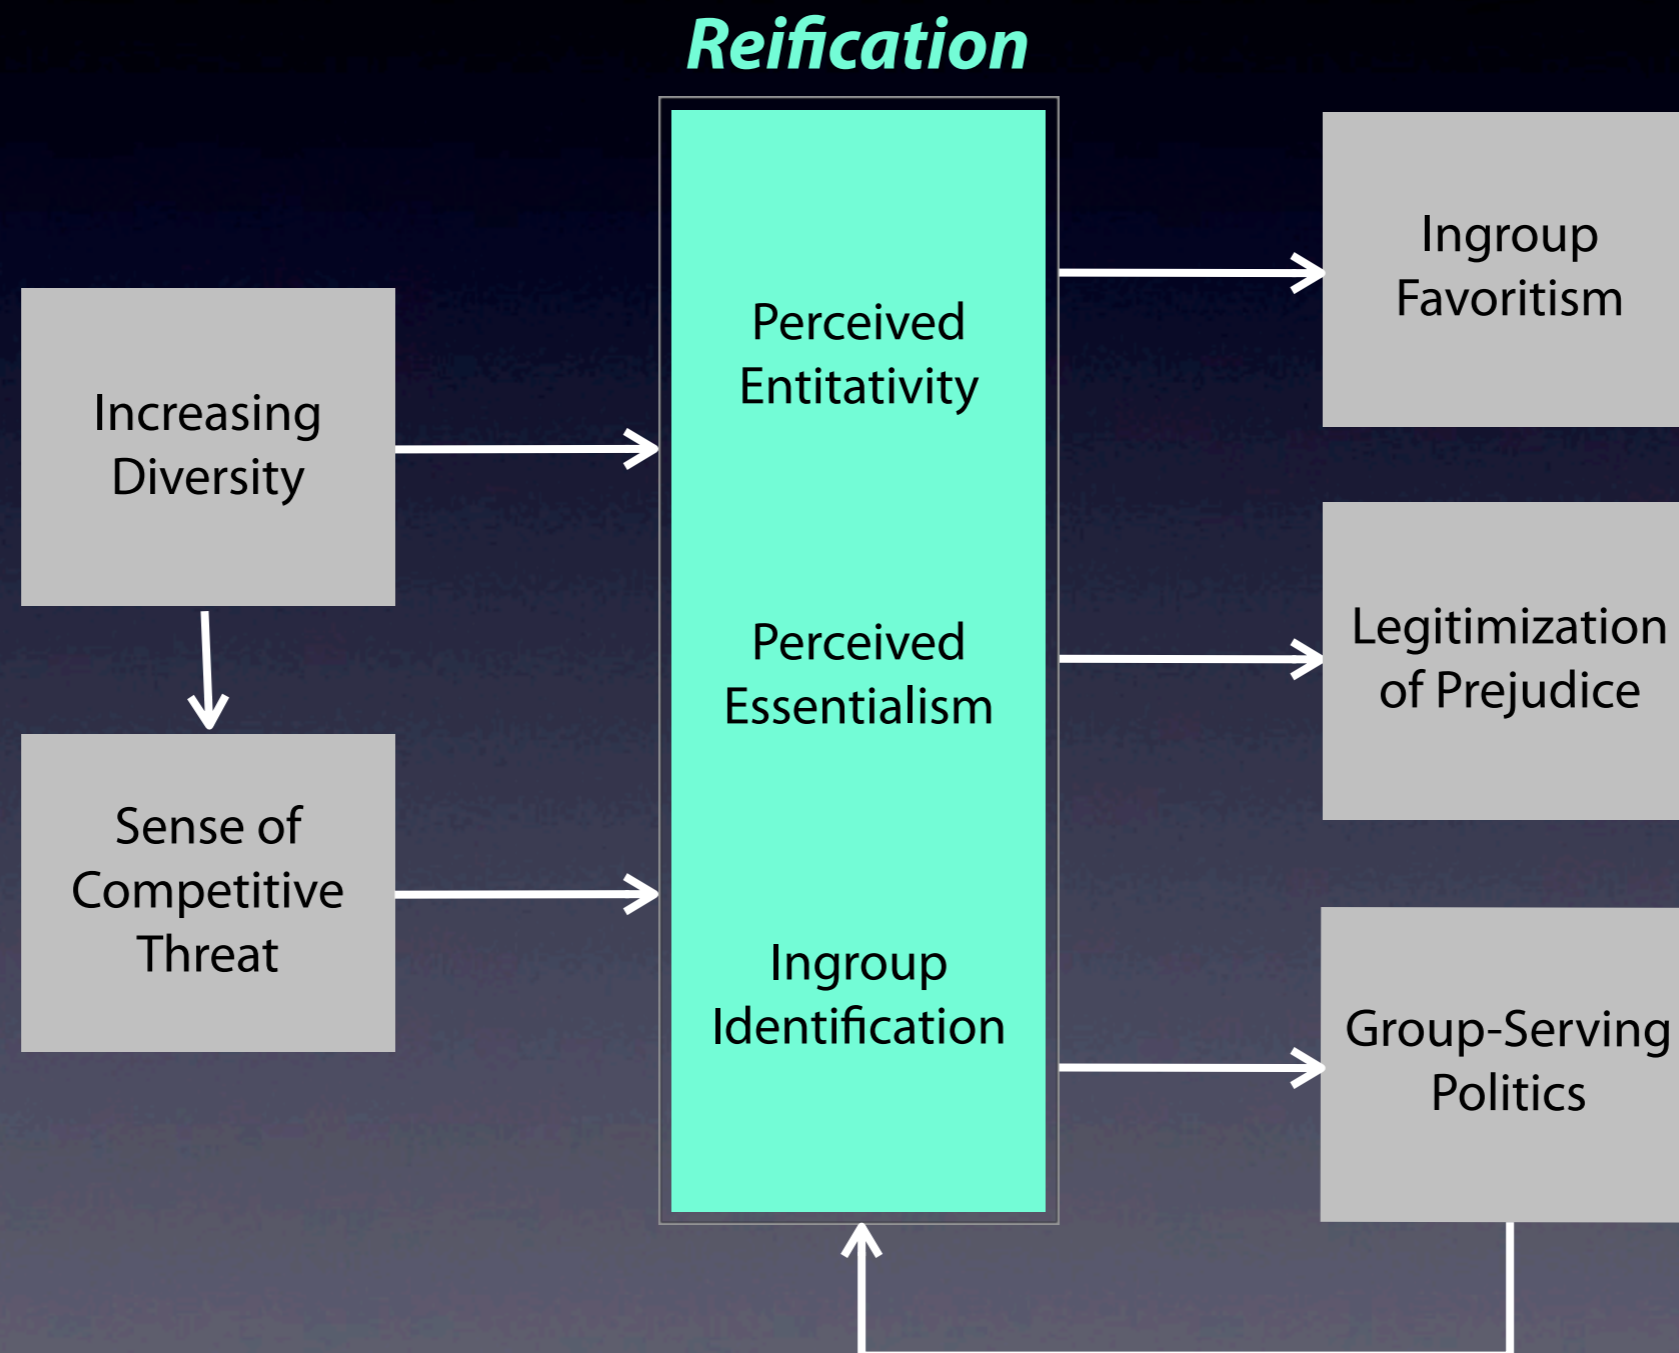 Reification
Increasing
Diversity
Sense of
Competitive
Threat
Perceived
Entitativity
Perceived
Essentialism
Ingroup
Identification
Ingroup
Favoritism
Legitimization
of Prejudice
Group-Serving
Politics